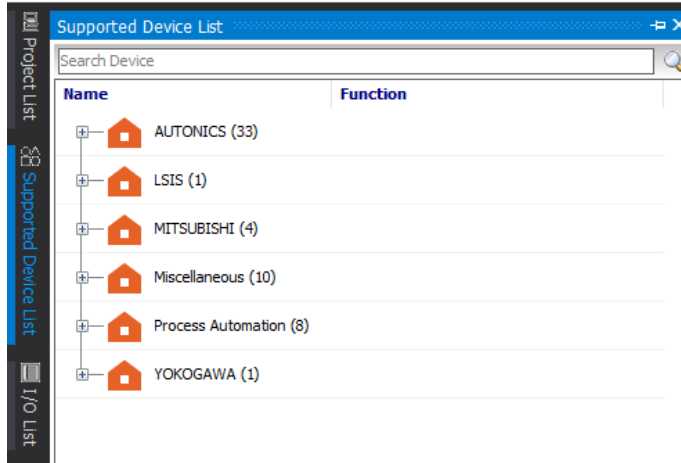 Project List
Supported Device List
I/O List
Supported Device List
Search Device
Name Function
AUTONICS (33)
LSIS (1)
MITSUBISHI (4)
Miscellaneous (10)
Process Automation (8)
YOKOGAWA (1)